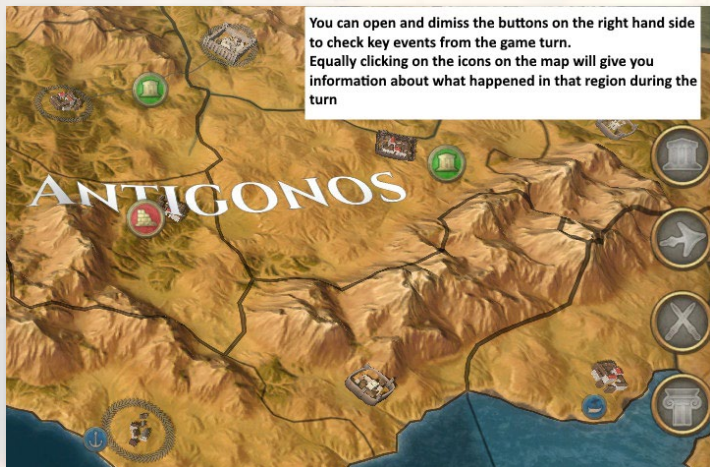 You can open and dimiss the buttons on the right hand side
to check key events from the game turn.
Equally clicking on the icons on the map will give you
information about what happened in that region during the
turn
ANTIGONOS